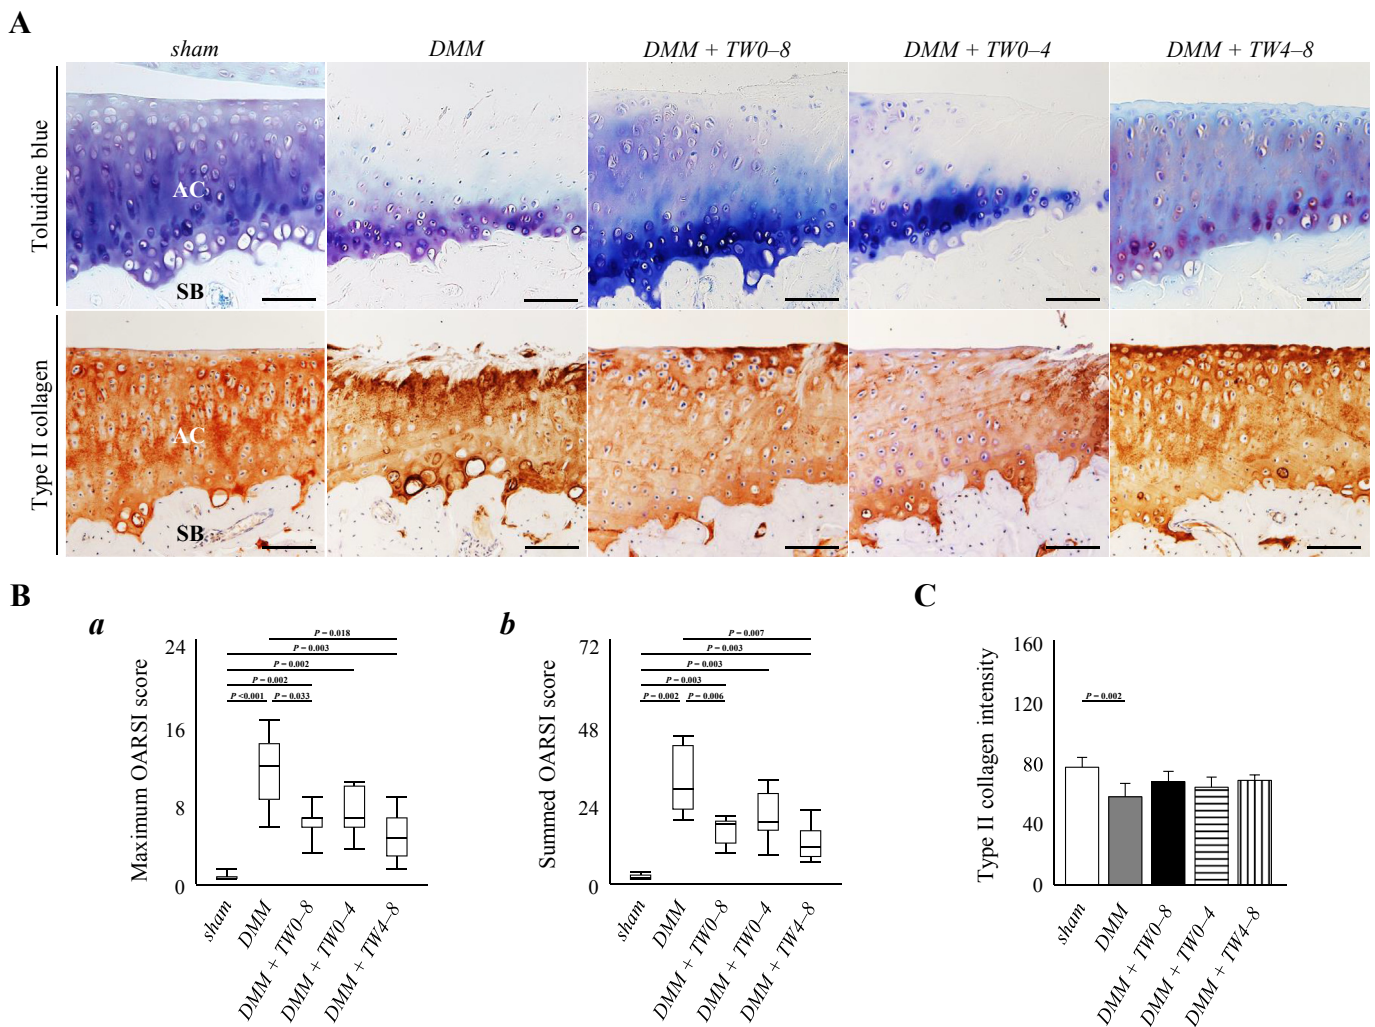 A
sham DMM DMM + TW0–8 DMM + TW0–4 DMM + TW4–8
Toluidine blue
AC
SB
Type II collagen
AC
SB
B
a
Maximum OARSI score
24
16
8
0
P = 0.018
P = 0.003
P = 0.002
P = 0.002
P <0.001 P = 0.033
sham
DMM
DMM + TW0–8
DMM + TW0–4
DMM + TW4–8
b
Summed OARSI score
72
48
24
0
P = 0.007
P = 0.003
P = 0.003
P = 0.003
P = 0.002 P = 0.006
sham
DMM
DMM + TW0–8
DMM + TW0–4
DMM + TW4–8
C
Type II collagen intensity
160
120
80
40
0
P = 0.002
sham
DMM
DMM + TW0–8
DMM + TW0–4
DMM + TW4–8